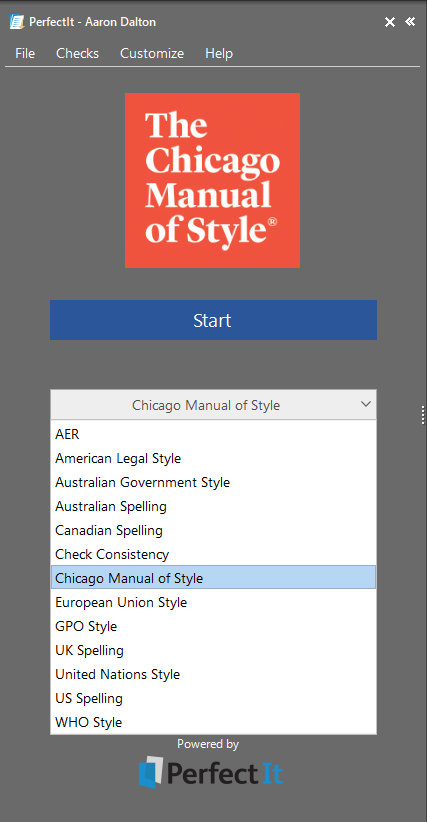 PerfectIt - Aaron Dalton
File Checks Customize Help
The
Chicago
Manual
of Style®
Start
Chicago Manual of Style
AER
American Legal Style
Australian Government Style
Australian Spelling
Canadian Spelling
Check Consistency
Chicago Manual of Style
European Union Style
GPO Style
UK Spelling
United Nations Style
US Spelling
WHO Style
Powered by
PerfectIt